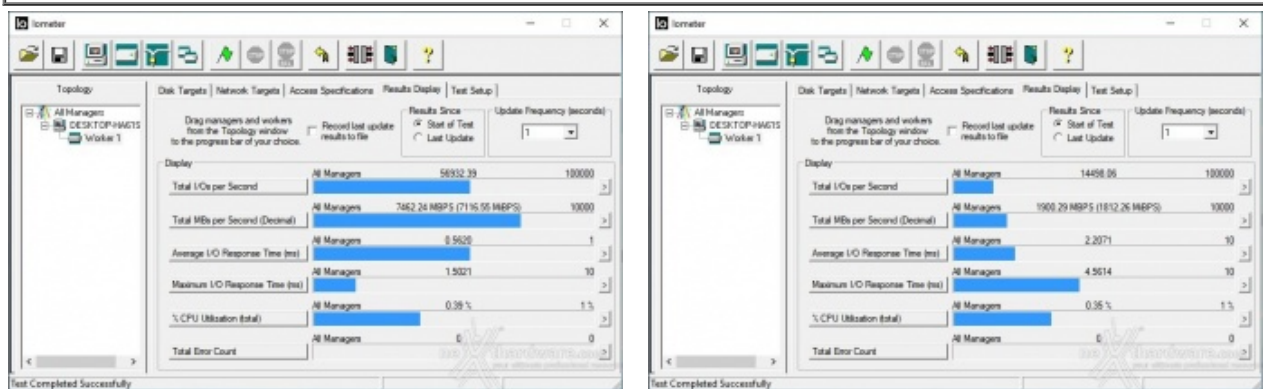 Iometer
Topology
All Managers
DESKTOP-HA61S
Worker 1
Disk Targets | Network Targets | Access Specifications | Results Display | Test Setup
Drag managers and workers
from the Topology window
to the progress bar of your choice.
Record last update
results to file
Results Since
Start of Test
Last Update
Update Frequency (seconds)
1
Display
All Managers 56932.39 100000
Total I/Os per Second
All Managers 7462.24 MBPS (7116.55 MiBPS) 10000
Total MBs per Second (Decimal)
All Managers 0.5620 1
Average I/O Response Time (ms)
All Managers 1.5021 10
Maximum I/O Response Time (ms)
All Managers 0.39 % 1 %
% CPU Utilisation (total)
All Managers 0 0
Total Error Count
Test Completed Successfully
Iometer
Topology
All Managers
DESKTOP-HA61S
Worker 1
Disk Targets | Network Targets | Access Specifications | Results Display | Test Setup
Drag managers and workers
from the Topology window
to the progress bar of your choice.
Record last update
results to file
Results Since
Start of Test
Last Update
Update Frequency (seconds)
1
Display
All Managers 14498.06 100000
Total I/Os per Second
All Managers 1900.29 MBPS (1812.26 MiBPS) 10000
Total MBs per Second (Decimal)
All Managers 2.2071 10
Average I/O Response Time (ms)
All Managers 4.5614 10
Maximum I/O Response Time (ms)
All Managers 0.35 % 1 %
% CPU Utilisation (total)
All Managers 0 0
Total Error Count
Test Completed Successfully